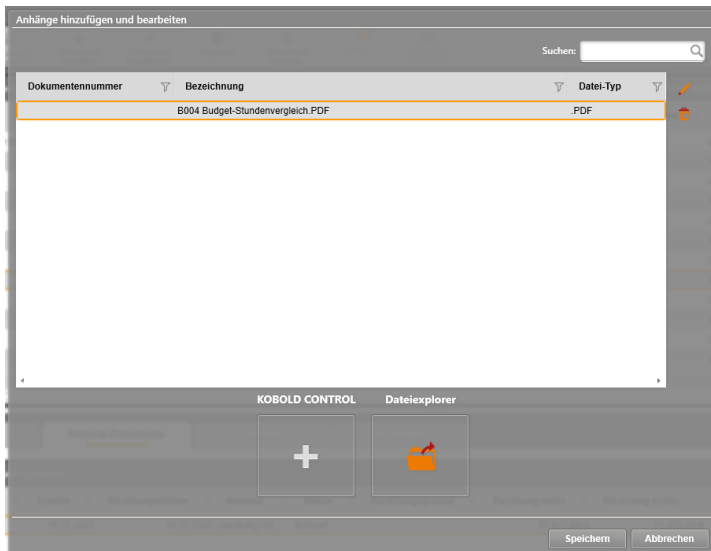 Anhänge hinzufügen und bearbeiten
Suchen:
Dokumentennummer Bezeichnung Datei-Typ
B004 Budget-Stundenvergleich.PDF .PDF
KOBOLD CONTROL Dateiexplorer
Speichern Abbrechen